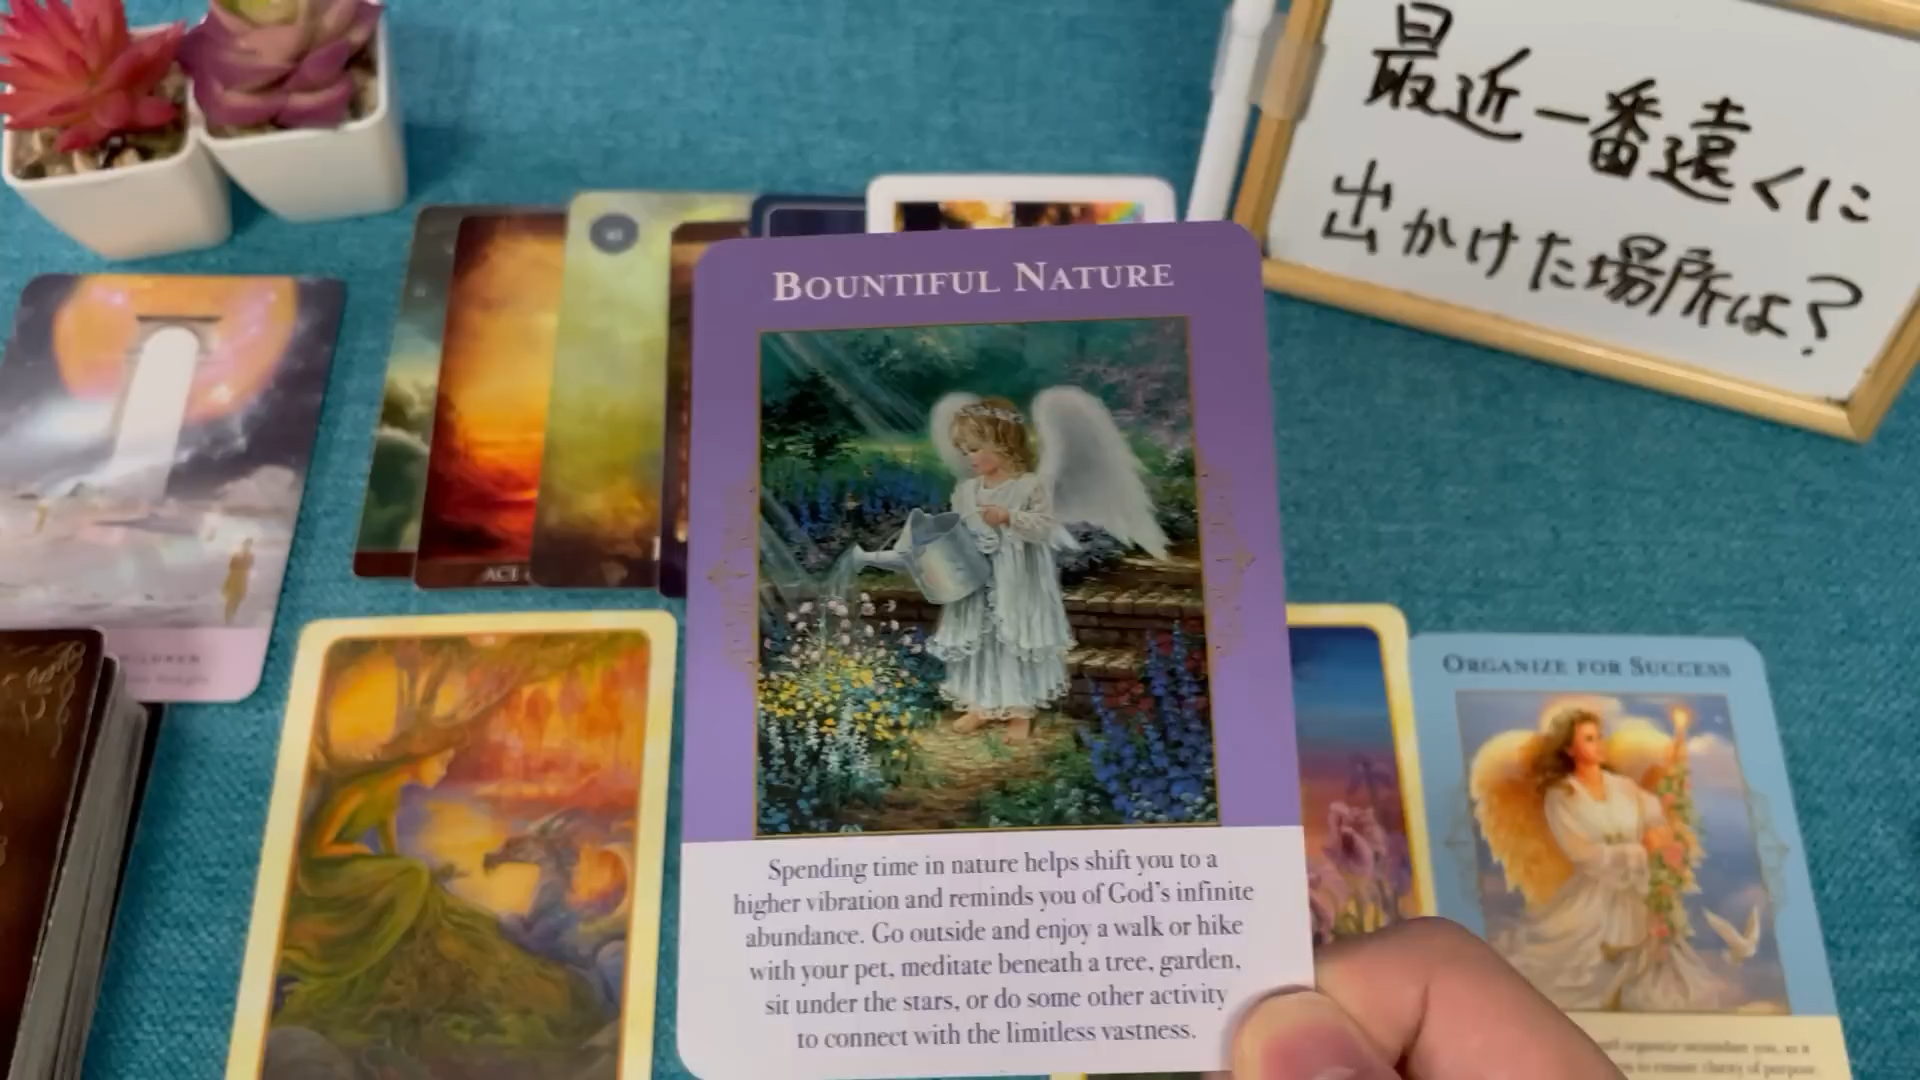 最近一番遠くに
出かけた場所は?
BOUNTIFUL NATURE
Spending time in nature helps shift you to a
higher vibration and reminds you of God's infinite
abundance. Go outside and enjoy a walk or hike
with your pet, meditate beneath a tree, garden,
sit under the stars, or do some other activity
to connect with the limitless vastness.
ORGANIZE FOR SUCCESS